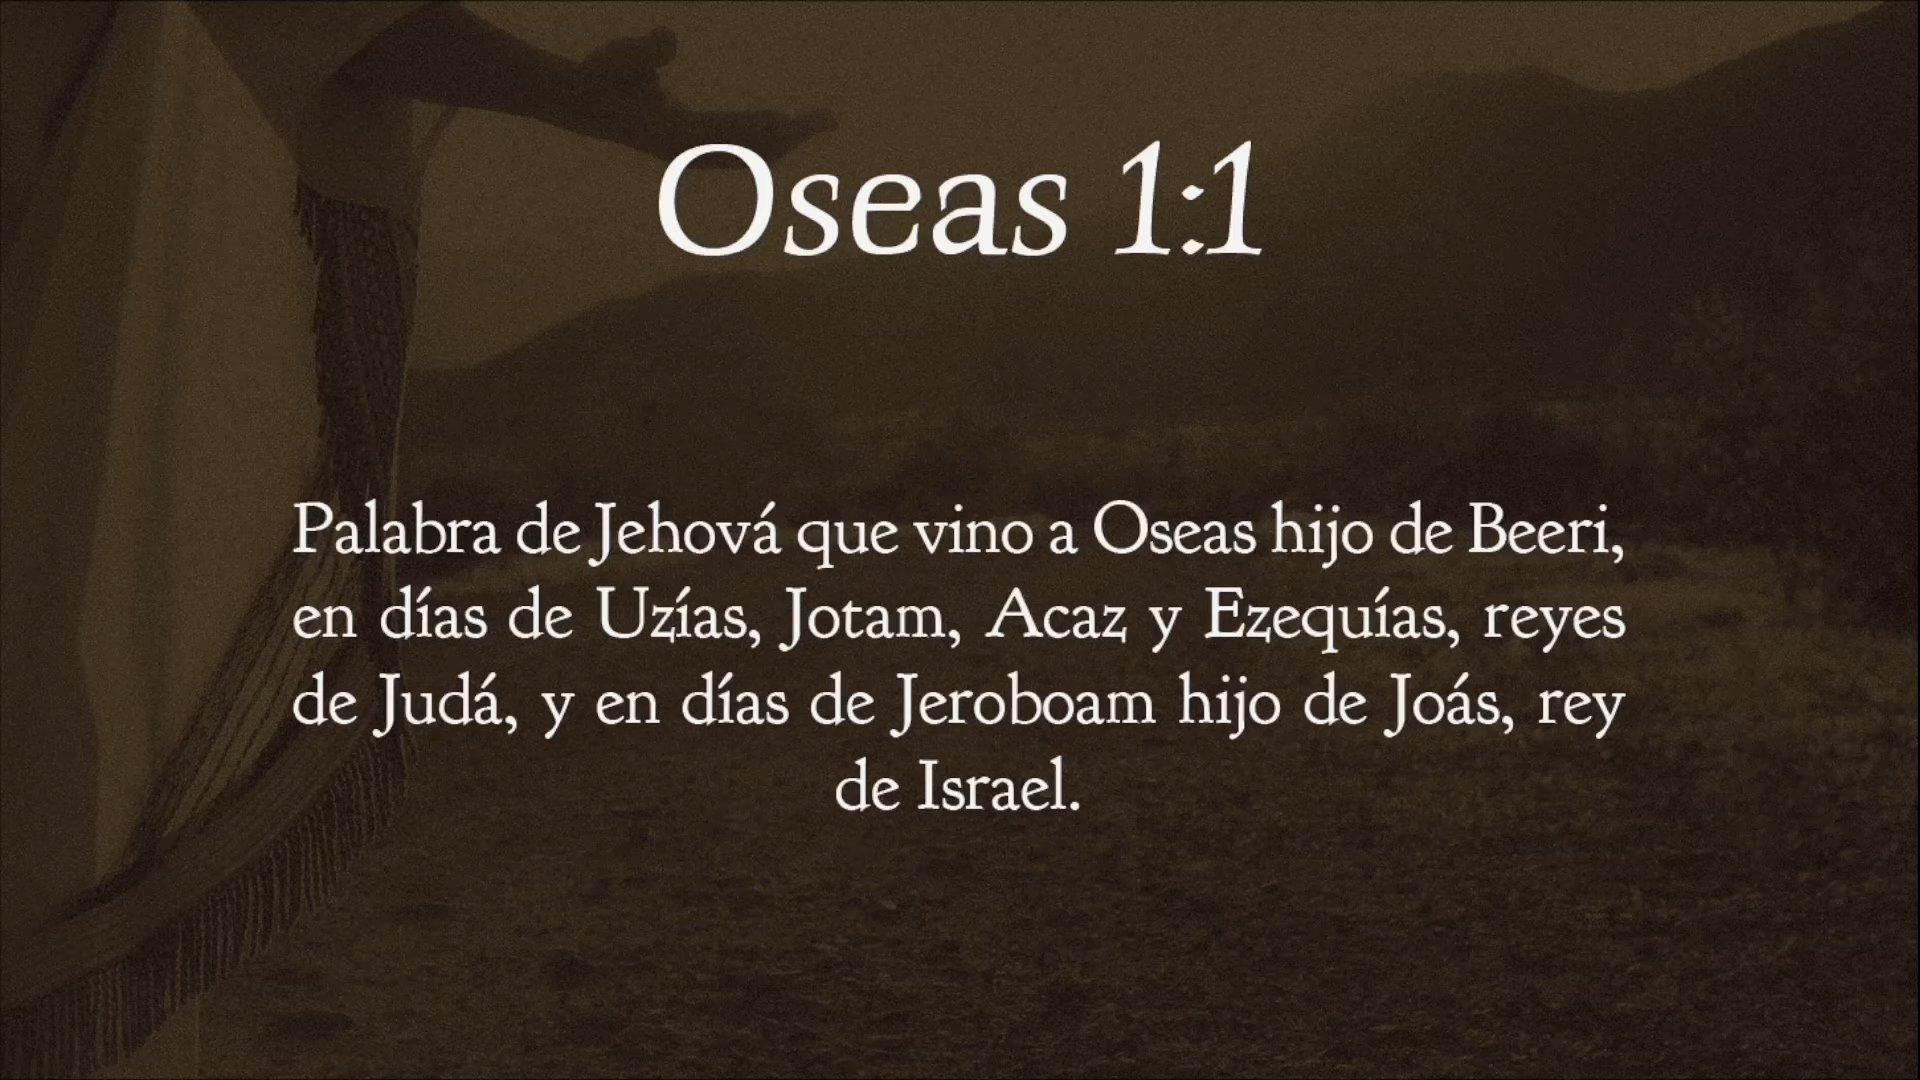 Oseas 1:1
Palabra de Jehová que vino a Oseas hijo de Beeri,
en días de Uzías, Jotam, Acaz y Ezequías, reyes
de Judá, y en días de Jeroboam hijo de Joás, rey
de Israel.